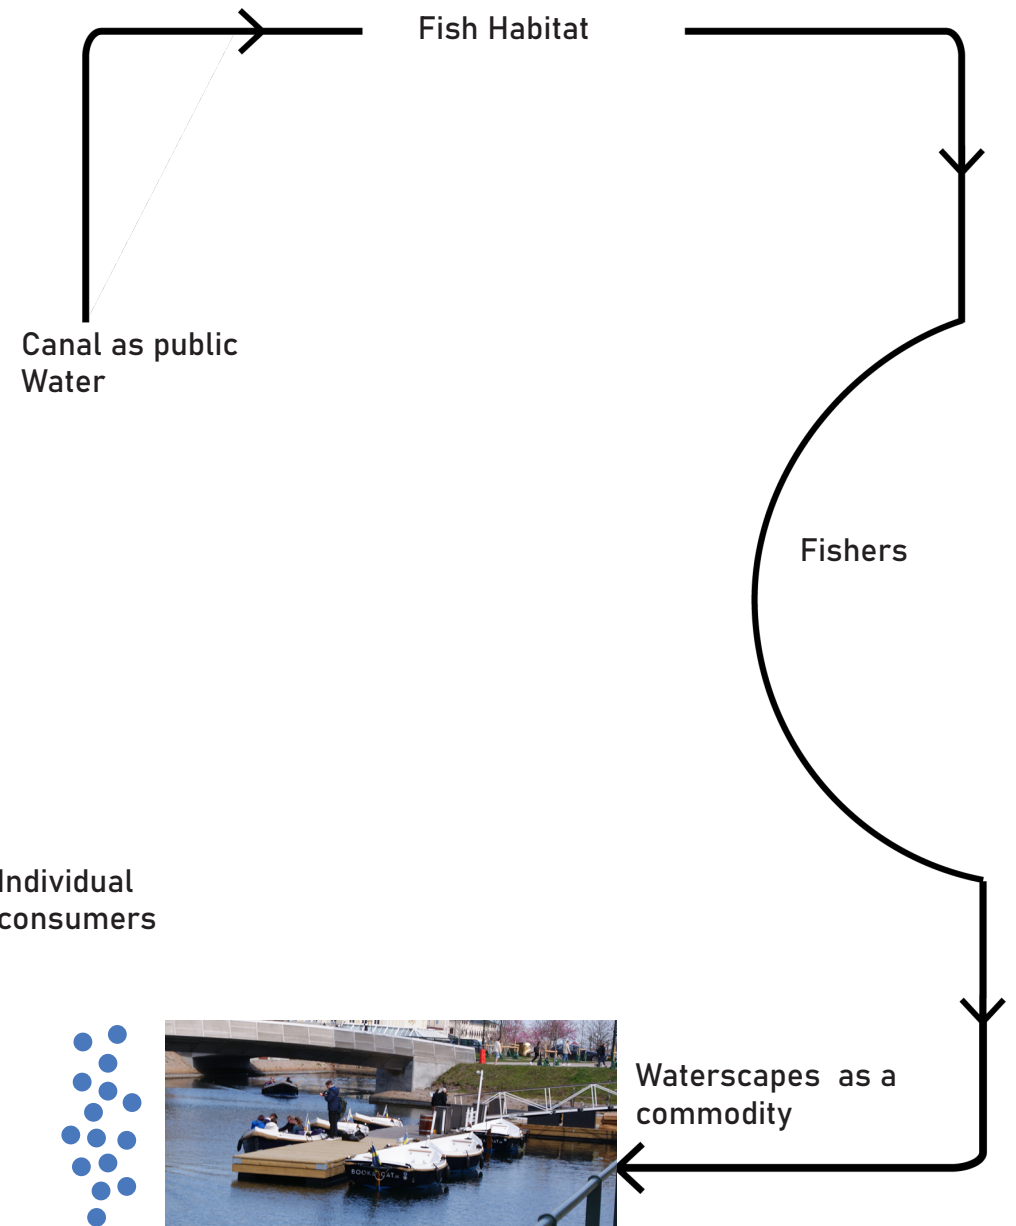 Fish Habitat
Canal as public
Water
Fishers
Individual
consumers
Waterscapes as a
commodity